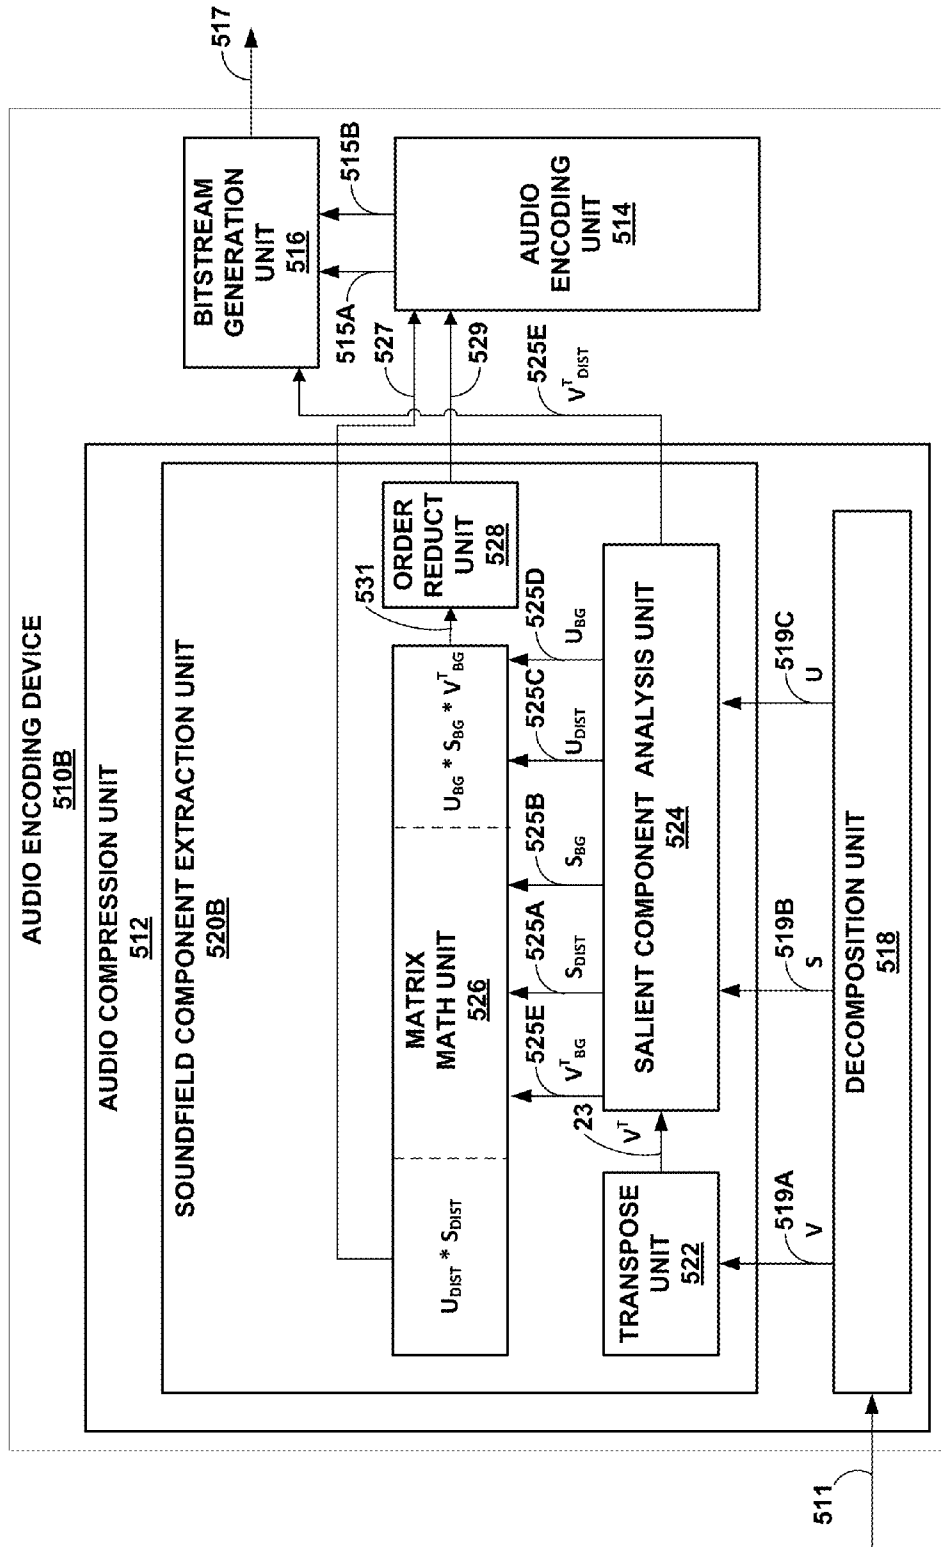 AUDIO ENCODING DEVICE
510B
AUDIO COMPRESSION UNIT
512
SOUNDFIELD COMPONENT EXTRACTION UNIT
520B
U_DIST * S_DIST
MATRIX
MATH UNIT
526
U_BG * S_BG * V^T_BG
531
ORDER
REDUCT
UNIT
528
525E
V^T_BG
525A
S_DIST
525B
S_BG
525C
U_DIST
525D
U_BG
TRANSPOSE
UNIT
522
23
V^T
SALIENT COMPONENT ANALYSIS UNIT
524
519A
V
519B
S
519C
U
DECOMPOSITION UNIT
518
511
BITSTREAM
GENERATION
UNIT
516
517
515A
515B
527
529
525E
V^T_DIST
AUDIO
ENCODING
UNIT
514